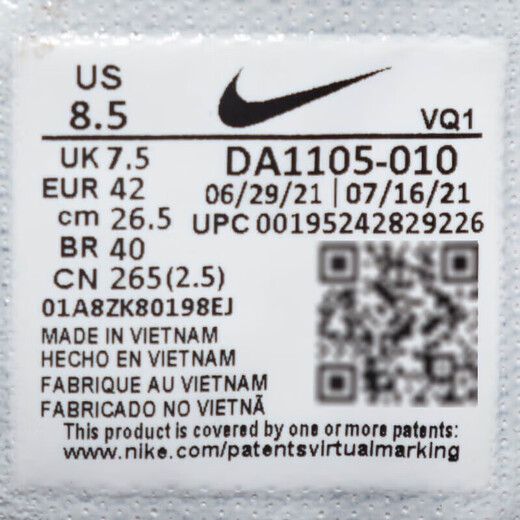 US
8.5
VQ1
UK 7.5
DA1105-010
EUR 42
06/29/21 | 07/16/21
cm 26.5
UPC 00195242829226
BR 40
CN 265(2.5)
01A8ZK80198EJ
MADE IN VIETNAM
HECHO EN VIETNAM
FABRIQUE AU VIETNAM
FABRICADO NO VIETNÃ
This product is covered by one or more patents:
www.nike.com/patentsvirtualmarking